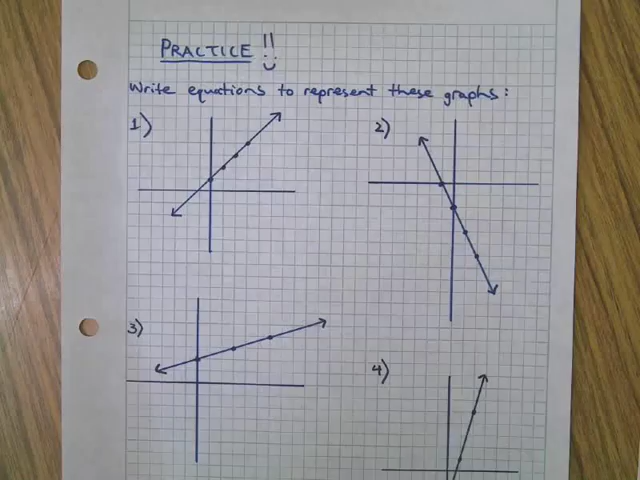 PRACTICE !!
Write equations to represent these graphs:
1)
2)
3)
4)